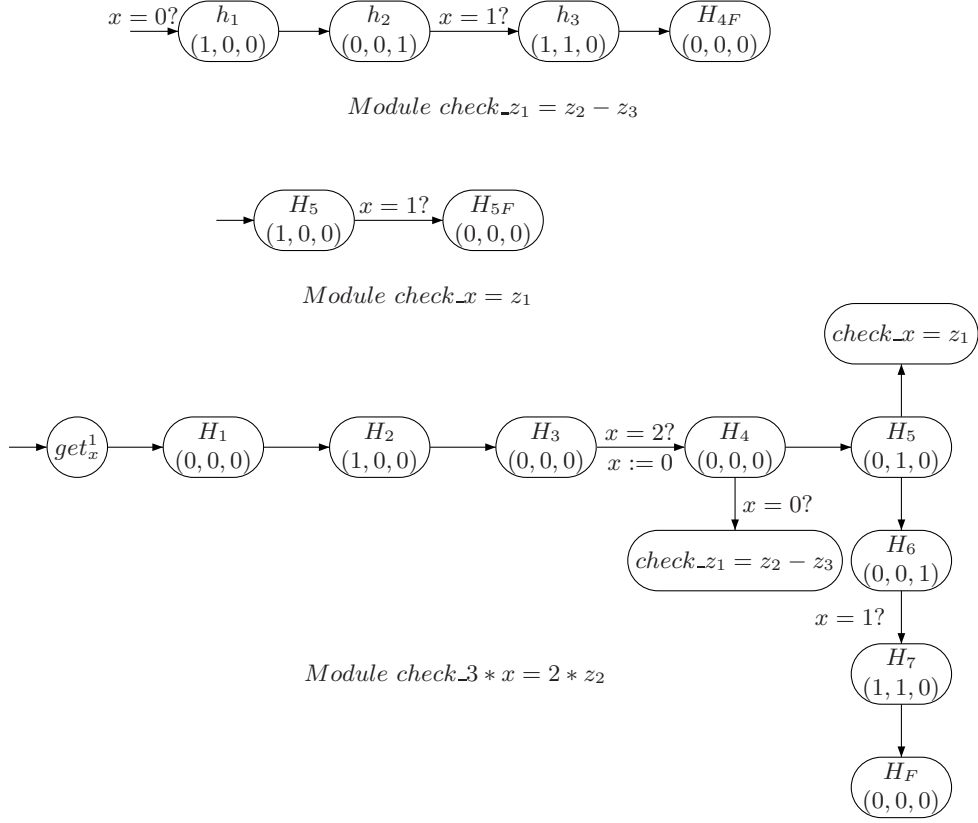 x = 0? h₁ h₂ x = 1? h₃ H₄F
(1, 0, 0) (0, 0, 1) (1, 1, 0) (0, 0, 0)
Module check_z₁ = z₂ − z₃
H₅ x = 1? H₅F
(1, 0, 0) (0, 0, 0)
Module check_x = z₁
check_x = z₁
get¹ₓ H₁ H₂ H₃ x = 2? H₄ H₅
(0, 0, 0) (1, 0, 0) (0, 0, 0) x := 0 (0, 0, 0) (0, 1, 0)
x = 0?
check_z₁ = z₂ − z₃ H₆
(0, 0, 1)
x = 1?
Module check_3 ∗ x = 2 ∗ z₂ H₇
(1, 1, 0)
H_F
(0, 0, 0)